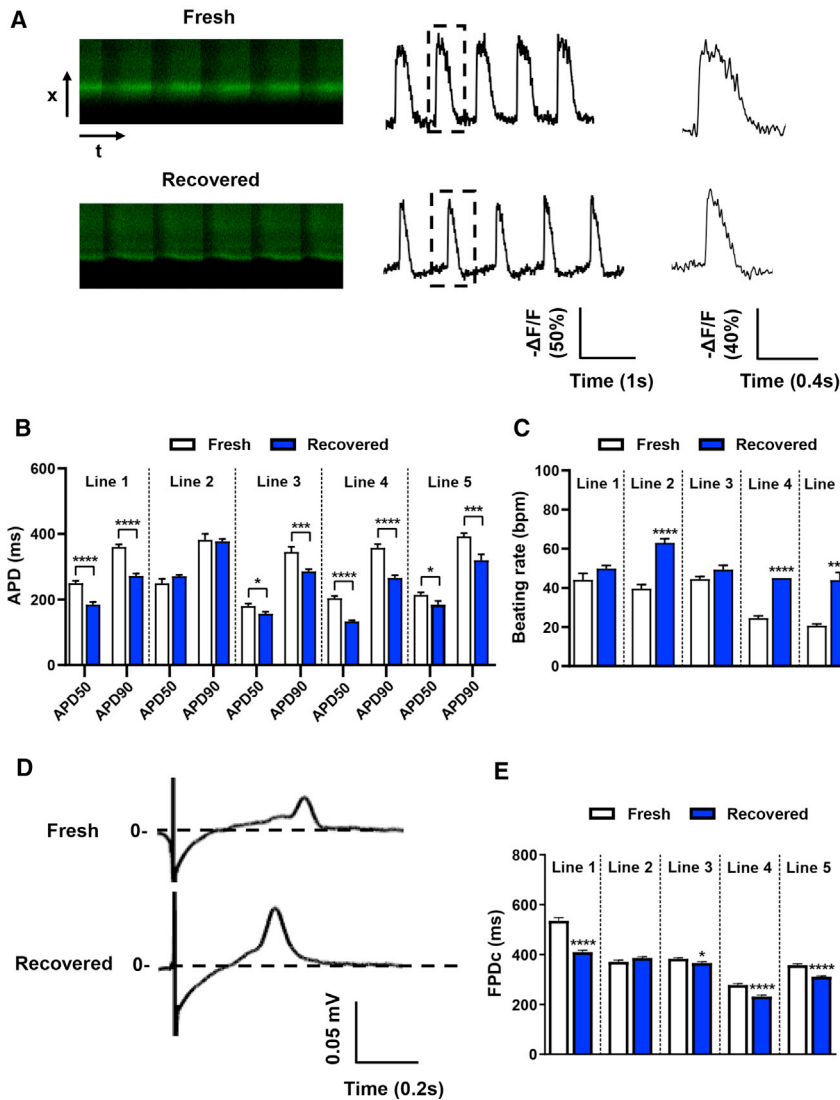 A
Fresh
x
t
Recovered
-ΔF/F
(50%)
Time (1s)
-ΔF/F
(40%)
Time (0.4s)
B
Fresh Recovered
APD (ms)
600
400
200
0
Line 1 Line 2 Line 3 Line 4 Line 5
**** **** * *** **** **** * ***
APD50 APD90 APD50 APD90 APD50 APD90 APD50 APD90 APD50 APD90
C
Fresh Recovered
Beating rate (bpm)
100
80
60
40
20
0
Line 1 Line 2 Line 3 Line 4 Line
**** **** **
D
Fresh
0-
Recovered
0-
0.05 mV
Time (0.2s)
E
Fresh Recovered
FPDc (ms)
800
600
400
200
0
Line 1 Line 2 Line 3 Line 4 Line 5
**** * **** ****